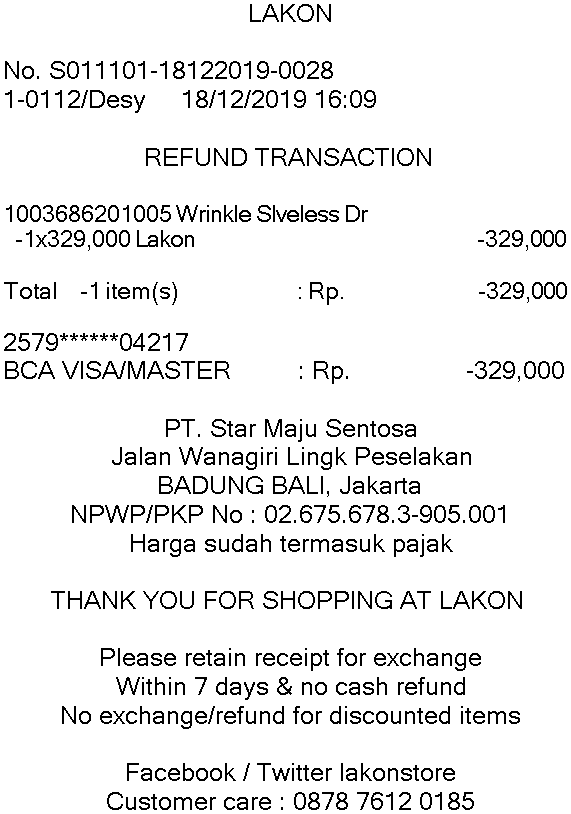 LAKON
No. S011101-18122019-0028
1-0112/Desy 18/12/2019 16:09
REFUND TRANSACTION
1003686201005 Wrinkle Slveless Dr
-1x329,000 Lakon -329,000
Total -1 item(s) : Rp. -329,000
2579******04217
BCA VISA/MASTER : Rp. -329,000
PT. Star Maju Sentosa
Jalan Wanagiri Lingk Peselakan
BADUNG BALI, Jakarta
NPWP/PKP No : 02.675.678.3-905.001
Harga sudah termasuk pajak
THANK YOU FOR SHOPPING AT LAKON
Please retain receipt for exchange
Within 7 days & no cash refund
No exchange/refund for discounted items
Facebook / Twitter lakonstore
Customer care : 0878 7612 0185